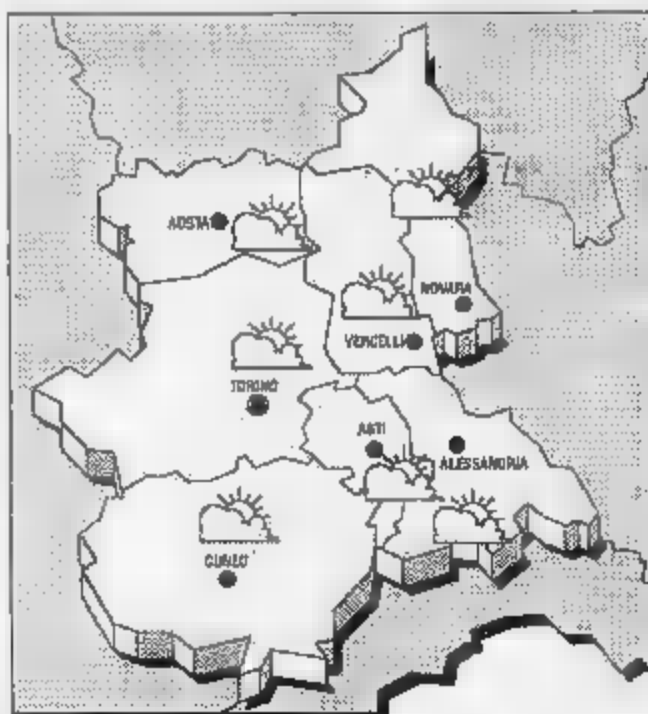 AOSTA
NOVARA
VERCELLI
TORINO
ASTI
ALESSANDRIA
CUNEO